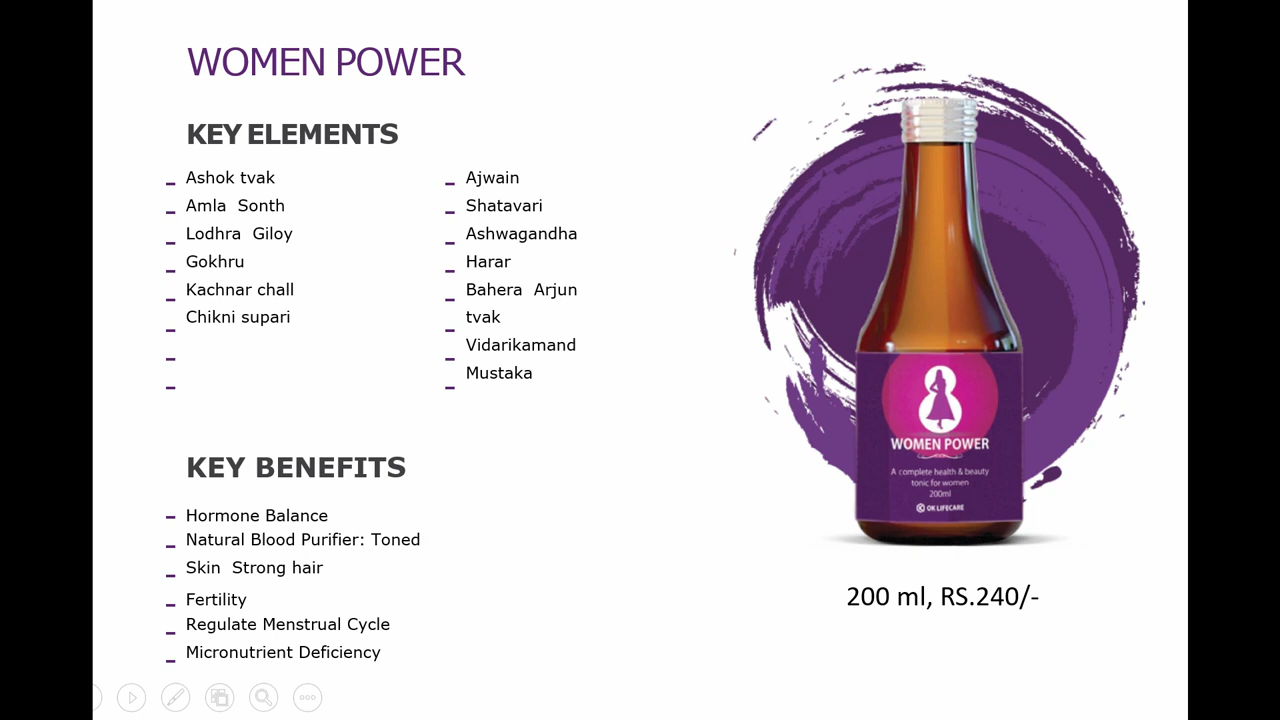 WOMEN POWER
KEY ELEMENTS
Ashok tvak
Amla Sonth
Lodhra Giloy
Gokhru
Kachnar chall
Chikni supari
Ajwain
Shatavari
Ashwagandha
Harar
Bahera Arjun
tvak
Vidarikamand
Mustaka
KEY BENEFITS
Hormone Balance
Natural Blood Purifier: Toned
Skin Strong hair
Fertility
Regulate Menstrual Cycle
Micronutrient Deficiency
WOMEN POWER
A complete health & beauty
tonic for women
200ml
OK LIFECARE
200 ml, RS.240/-